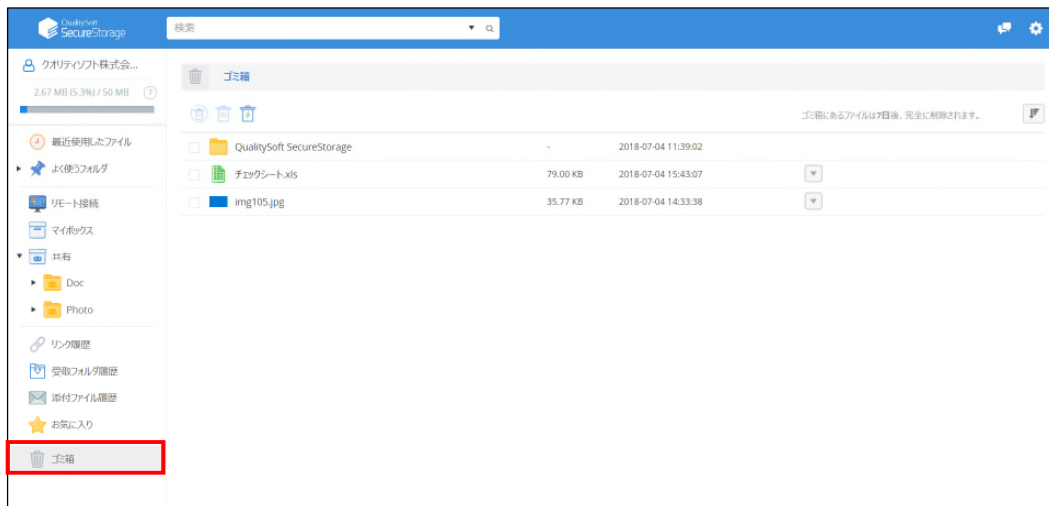 QualitySoft
SecureStorage
検索
クオリティソフト株式会...
2.67 MB (5.3%) / 50 MB ?
ゴミ箱
ゴミ箱にあるファイルは7日後、完全に削除されます。
最近使用したファイル
よく使うフォルダ
リモート接続
マイボックス
共有
Doc
Photo
リンク履歴
受取フォルダ履歴
添付ファイル履歴
お気に入り
ゴミ箱
QualitySoft SecureStorage - 2018-07-04 11:39:02
チェックシート.xls 79.00 KB 2018-07-04 15:43:07
img105.jpg 35.77 KB 2018-07-04 14:33:38